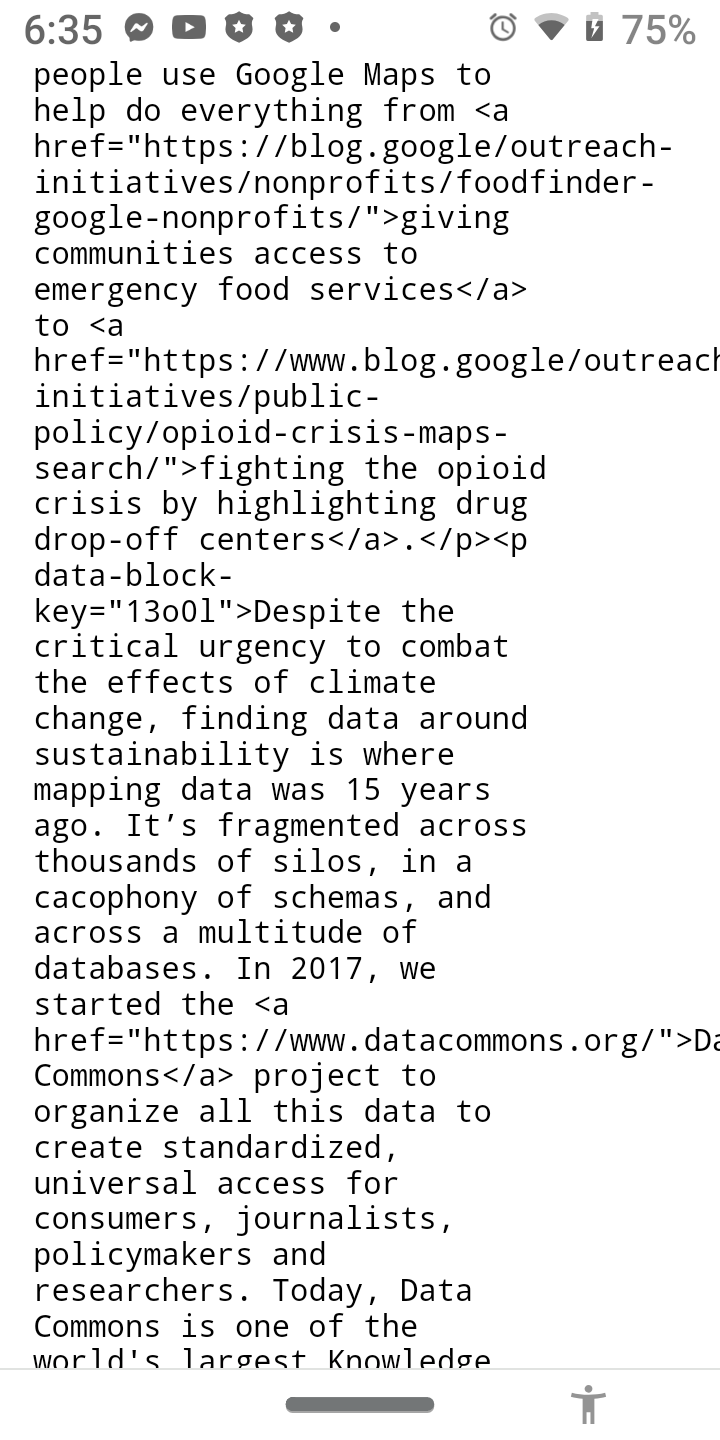 6:35
75%
people use Google Maps to
help do everything from <a
href="https://blog.google/outreach-
initiatives/nonprofits/foodfinder-
google-nonprofits/">giving
communities access to
emergency food services</a>
to <a
href="https://www.blog.google/outreach
initiatives/public-
policy/opioid-crisis-maps-
search/">fighting the opioid
crisis by highlighting drug
drop-off centers</a>.</p><p
data-block-
key="13o0l">Despite the
critical urgency to combat
the effects of climate
change, finding data around
sustainability is where
mapping data was 15 years
ago. It’s fragmented across
thousands of silos, in a
cacophony of schemas, and
across a multitude of
databases. In 2017, we
started the <a
href="https://www.datacommons.org/">Da
Commons</a> project to
organize all this data to
create standardized,
universal access for
consumers, journalists,
policymakers and
researchers. Today, Data
Commons is one of the
world's largest Knowledge